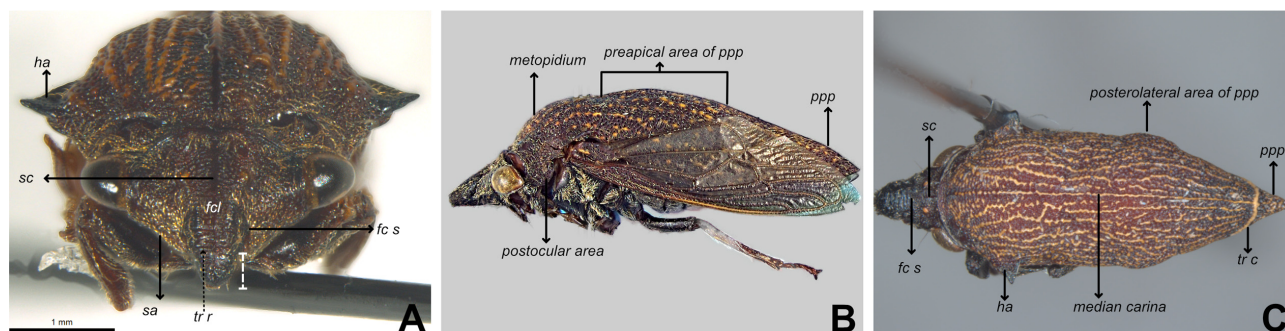 ha
sc
fcl
fc s
sa
tr r
1 mm
A
metopidium
preapical area of ppp
ppp
postocular area
B
posterolateral area of ppp
sc
ppp
fc s
ha
median carina
tr c
C